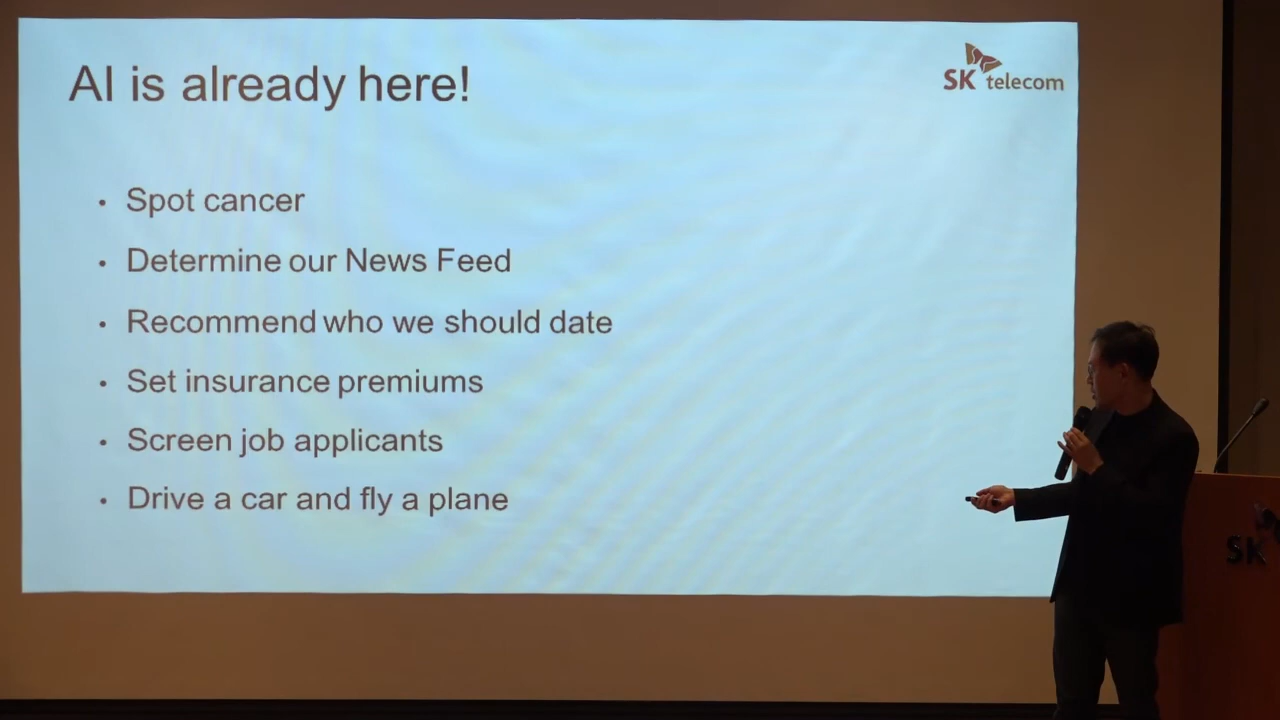 AI is already here!
SK telecom
• Spot cancer
• Determine our News Feed
• Recommend who we should date
• Set insurance premiums
• Screen job applicants
• Drive a car and fly a plane
SK